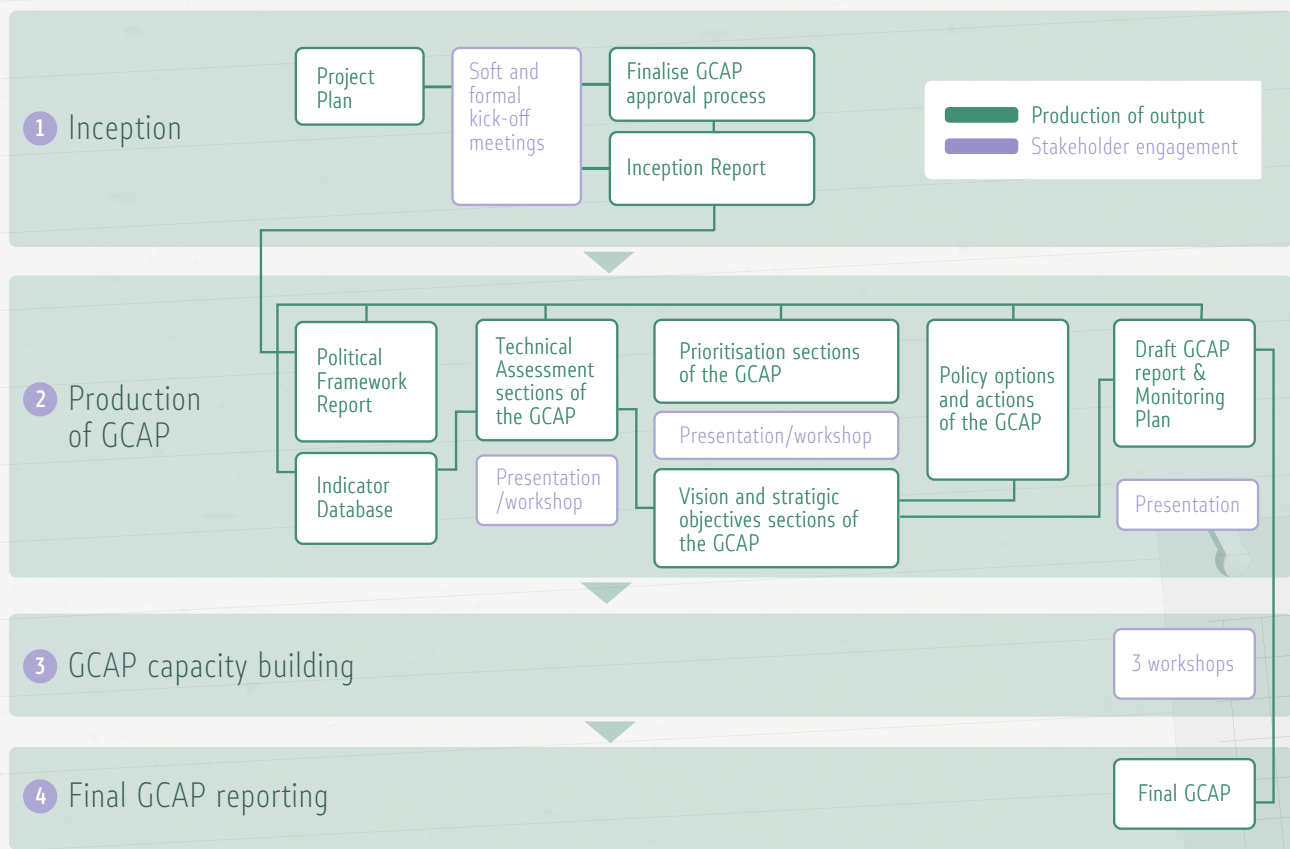 1 Inception
Project
Plan
Soft and
formal
kick-off
meetings
Finalise GCAP
approval process
Inception Report
Production of output
Stakeholder engagement
2 Production
of GCAP
Political
Framework
Report
Indicator
Database
Technical
Assessment
sections of
the GCAP
Presentation
/workshop
Prioritisation sections
of the GCAP
Presentation/workshop
Vision and stratigic
objectives sections of
the GCAP
Policy options
and actions
of the GCAP
Draft GCAP
report &
Monitoring
Plan
Presentation
3 GCAP capacity building
3 workshops
4 Final GCAP reporting
Final GCAP